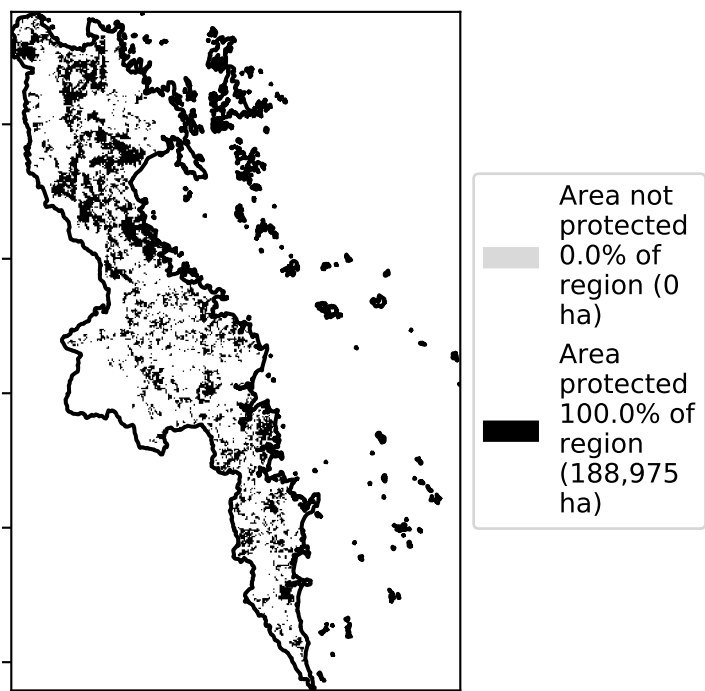 Area not
protected
0.0% of
region (0
ha)
Area
protected
100.0% of
region
(188,975
ha)